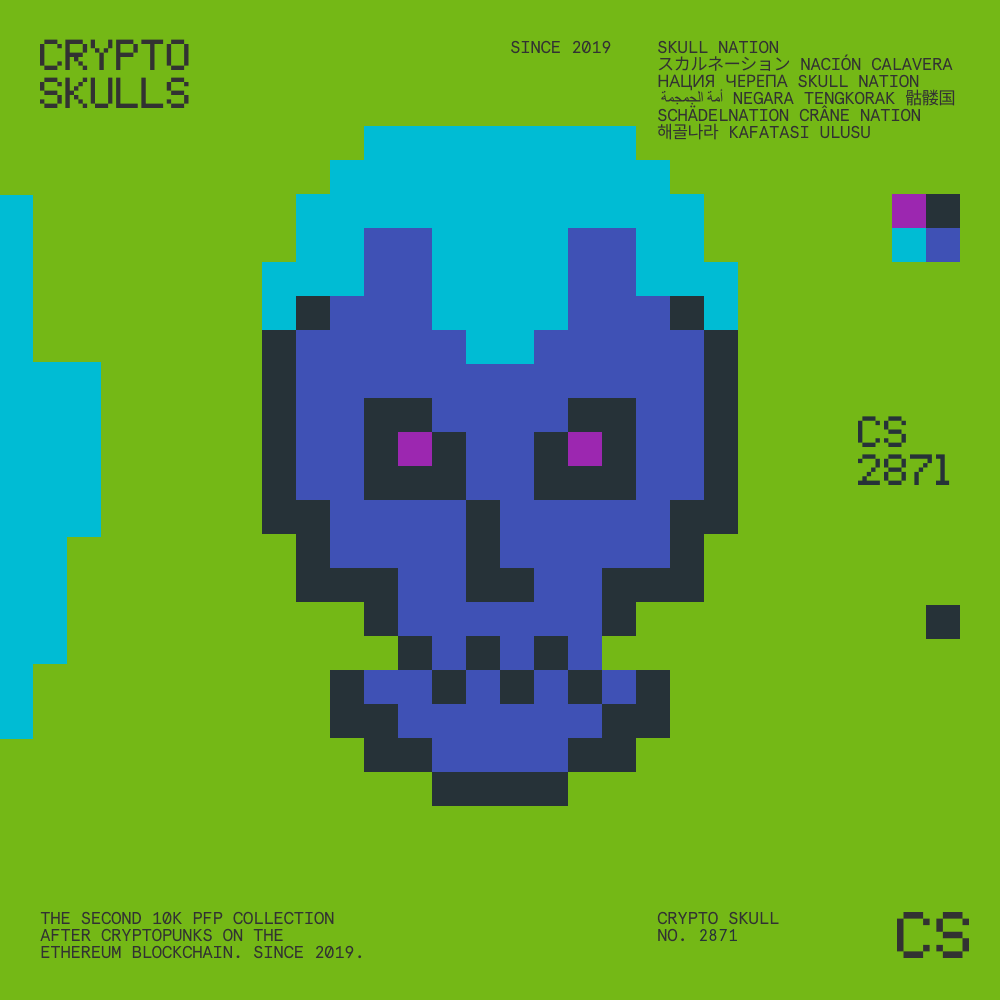 CRYPTO
SKULLS
SINCE 2019
SKULL NATION
スカルネーション NACIÓN CALAVERA
НАЦИЯ ЧЕРЕПА SKULL NATION
أمة الجمجمة NEGARA TENGKORAK 骷髅国
SCHÄDELNATION CRÂNE NATION
해골나라 KAFATASI ULUSU
CS
2871
THE SECOND 10K PFP COLLECTION
AFTER CRYPTOPUNKS ON THE
ETHEREUM BLOCKCHAIN. SINCE 2019.
CRYPTO SKULL
NO. 2871
CS